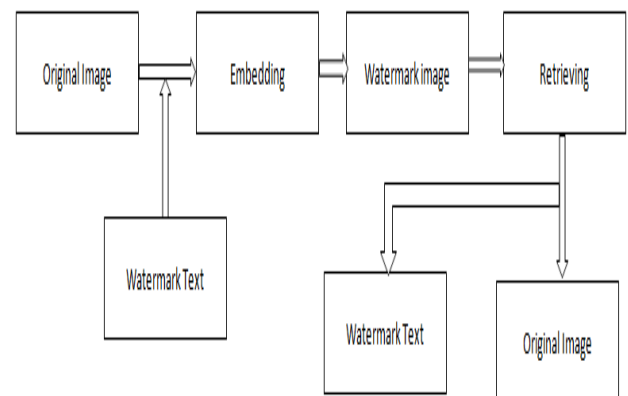 Original Image
Embedding
Watermark image
Retrieving
Watermark Text
Watermark Text
Original Image